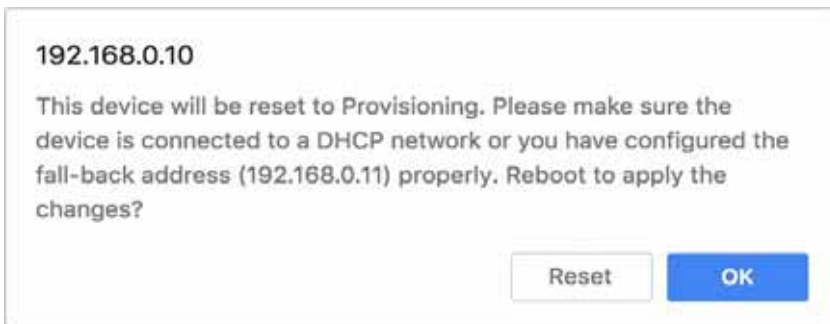 192.168.0.10
This device will be reset to Provisioning. Please make sure the
device is connected to a DHCP network or you have configured the
fall-back address (192.168.0.11) properly. Reboot to apply the
changes?
Reset OK